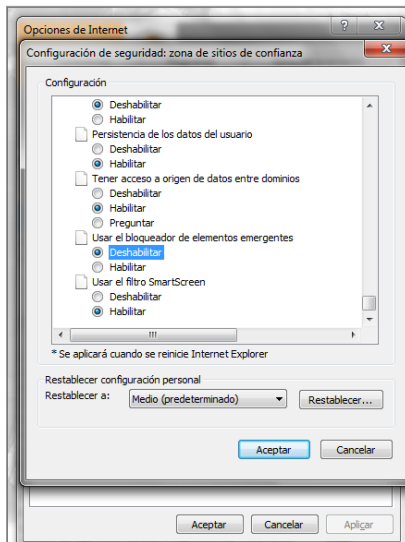 Opciones de Internet
Configuración de seguridad: zona de sitios de confianza
Configuración
Deshabilitar
Habilitar
Persistencia de los datos del usuario
Deshabilitar
Habilitar
Tener acceso a origen de datos entre dominios
Deshabilitar
Habilitar
Preguntar
Usar el bloqueador de elementos emergentes
Deshabilitar
Habilitar
Usar el filtro SmartScreen
Deshabilitar
Habilitar
* Se aplicará cuando se reinicie Internet Explorer
Restablecer configuración personal
Restablecer a: Medio (predeterminado) Restablecer...
Aceptar Cancelar
Aceptar Cancelar Aplicar